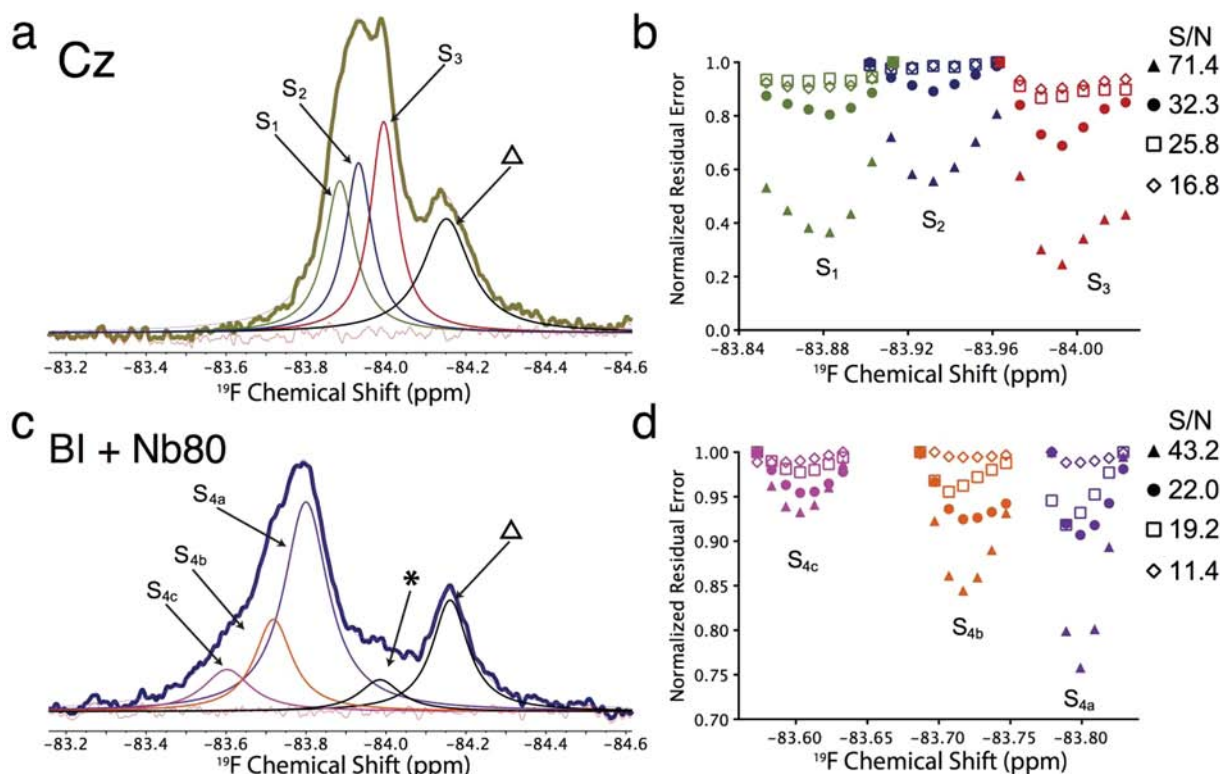 a
Cz
S1
S2
S3
△
−83.2 −83.4 −83.6 −83.8 −84.0 −84.2 −84.4 −84.6
19F Chemical Shift (ppm)
b
Normalized Residual Error
1.0
0.8
0.6
0.4
0.2
0.0
S1
S2
S3
−83.84 −83.88 −83.92 −83.96 −84.00
19F Chemical Shift (ppm)
S/N
▲ 71.4
● 32.3
□ 25.8
◇ 16.8
c
BI + Nb80
S4a
S4b
S4c
*
△
−83.2 −83.4 −83.6 −83.8 −84.0 −84.2 −84.4 −84.6
19F Chemical Shift (ppm)
d
Normalized Residual Error
1.00
0.95
0.90
0.85
0.80
0.75
0.70
S4c
S4b
S4a
−83.60 −83.65 −83.70 −83.75 −83.80
19F Chemical Shift (ppm)
S/N
▲ 43.2
● 22.0
□ 19.2
◇ 11.4